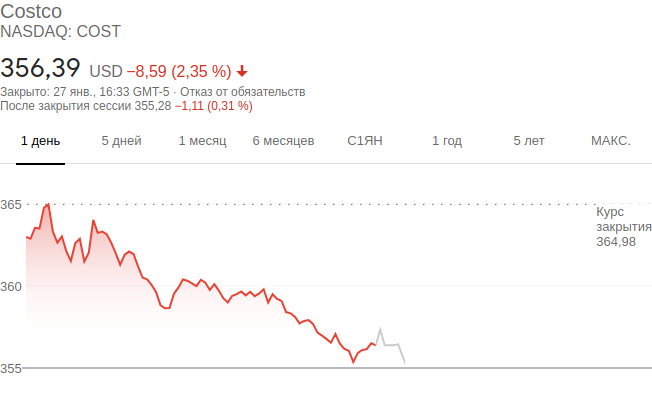 Costco
NASDAQ: COST
356,39 USD −8,59 (2,35 %)
Закрыто: 27 янв., 16:33 GMT-5 · Отказ от обязательств
После закрытия сессии 355,28 −1,11 (0,31 %)
1 день 5 дней 1 месяц 6 месяцев С1ЯН 1 год 5 лет МАКС.
365
Курс
закрытия
364,98
360
355